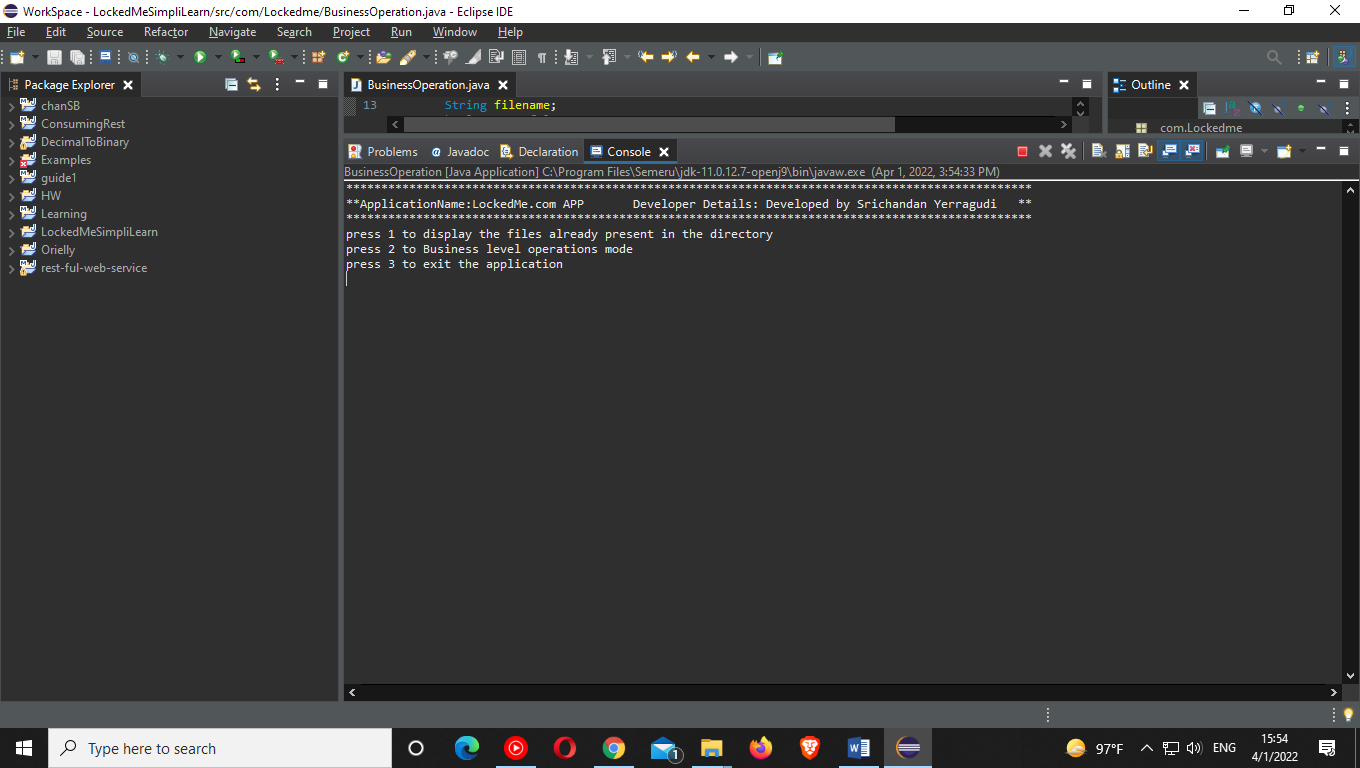 WorkSpace - LockedMeSimpliLearn/src/com/Lockedme/BusinessOperation.java - Eclipse IDE
File Edit Source Refactor Navigate Search Project Run Window Help
Package Explorer
BusinessOperation.java
Outline
chanSB
ConsumingRest
DecimalToBinary
Examples
guide1
HW
Learning
LockedMeSimpliLearn
Orielly
rest-ful-web-service
13 String filename;
com.Lockedme
Problems @ Javadoc Declaration Console
BusinessOperation [Java Application] C:\Program Files\Semeru\jdk-11.0.12.7-openj9\bin\javaw.exe (Apr 1, 2022, 3:54:33 PM)
**************************************************************************************************
**ApplicationName:LockedMe.com APP       Developer Details: Developed by Srichandan Yerragudi   **
**************************************************************************************************
press 1 to display the files already present in the directory
press 2 to Business level operations mode
press 3 to exit the application
Type here to search
1
97°F
ENG
15:54
4/1/2022